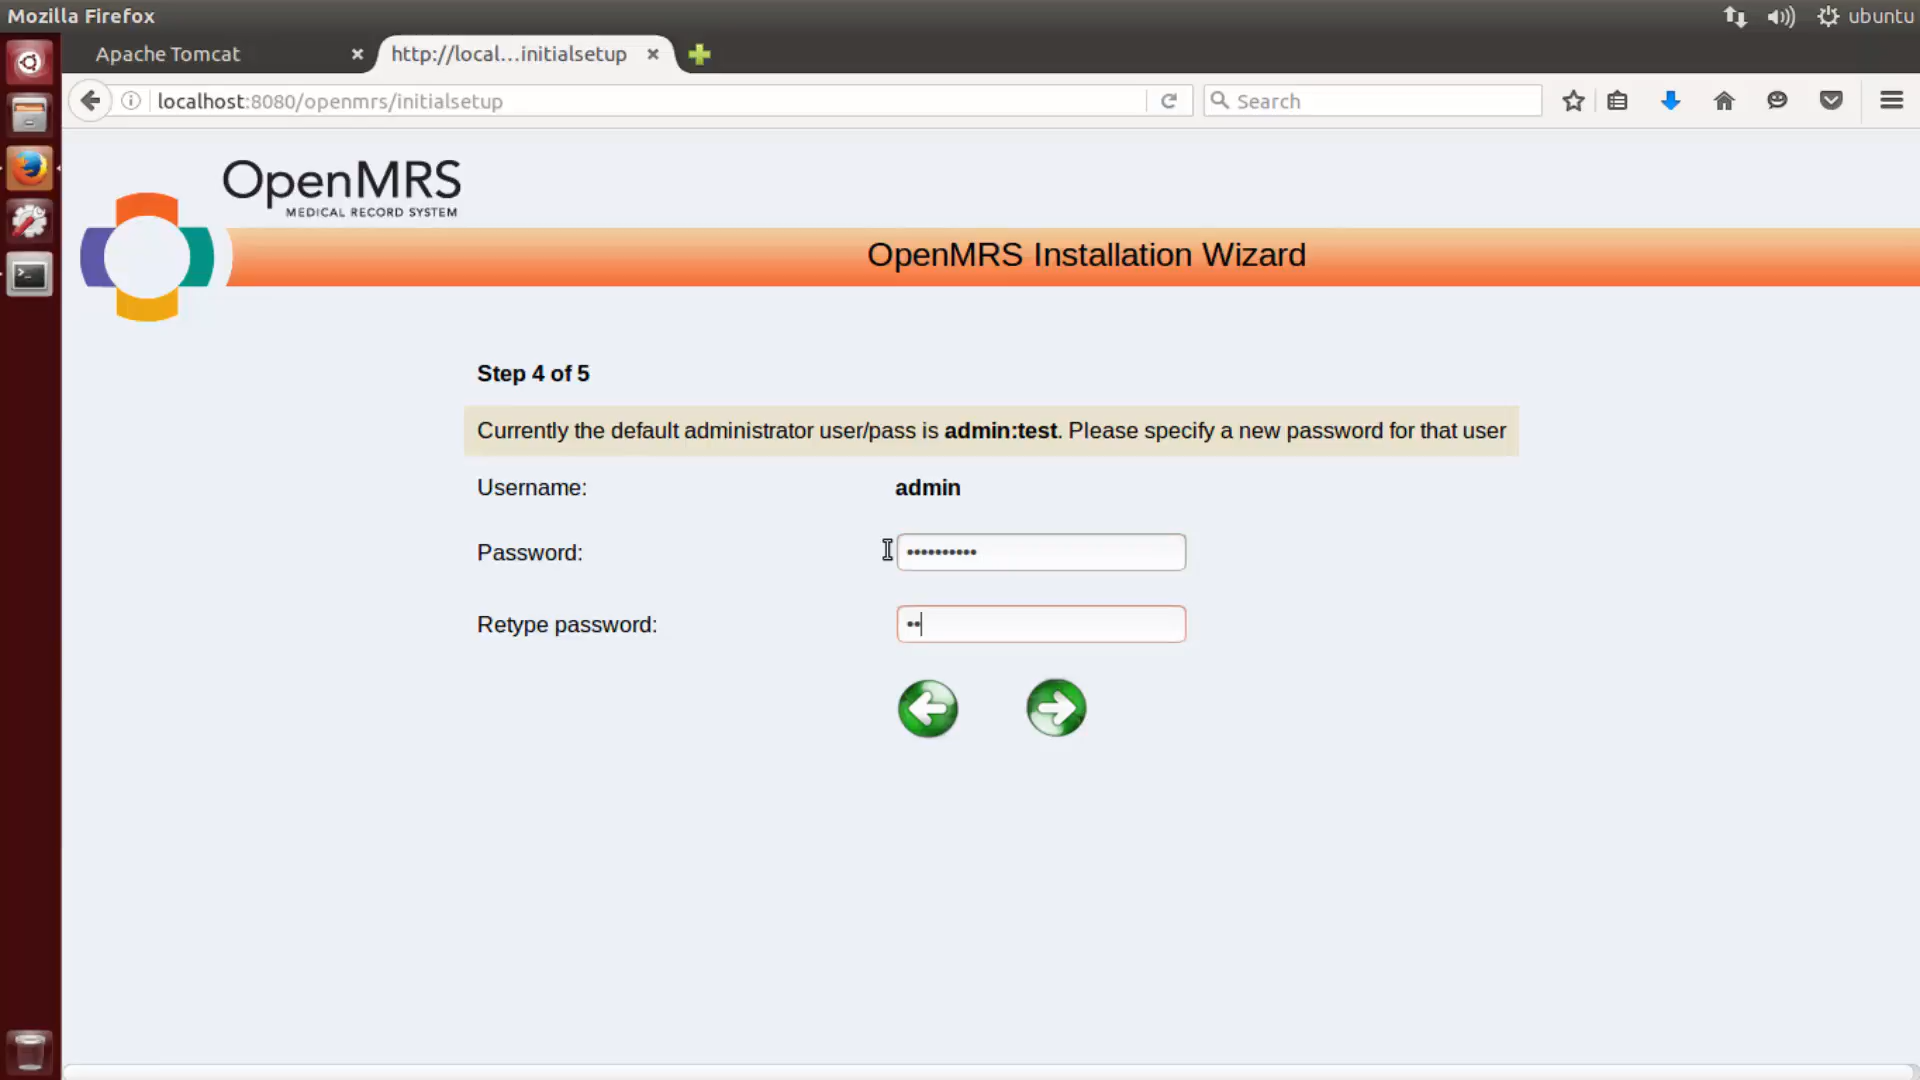 Mozilla Firefox
ubuntu
Apache Tomcat
http://local...initialsetup
localhost:8080/openmrs/initialsetup
Search
OpenMRS
MEDICAL RECORD SYSTEM
OpenMRS Installation Wizard
Step 4 of 5
Currently the default administrator user/pass is admin:test. Please specify a new password for that user
Username: admin
Password: ••••••••••
Retype password: ••